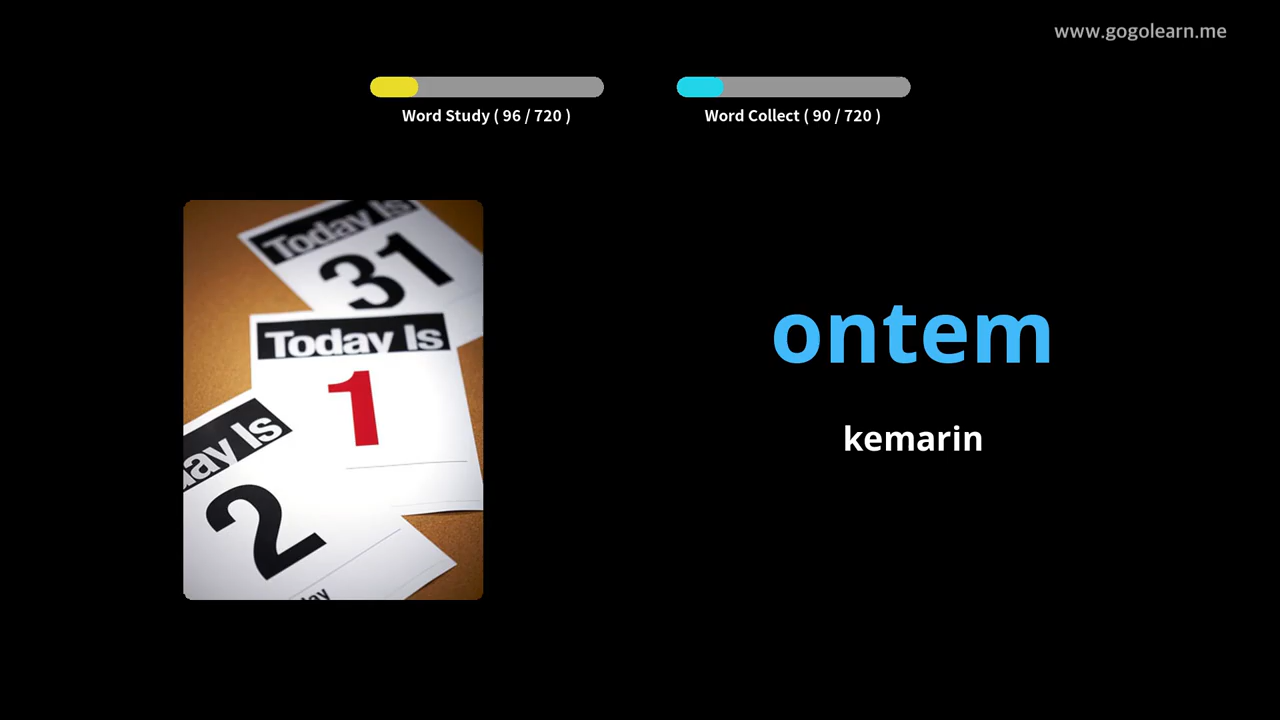 www.gogolearn.me
Word Study ( 96 / 720 )
Word Collect ( 90 / 720 )
Today Is
31
Today Is
1
day Is
2
ontem
kemarin